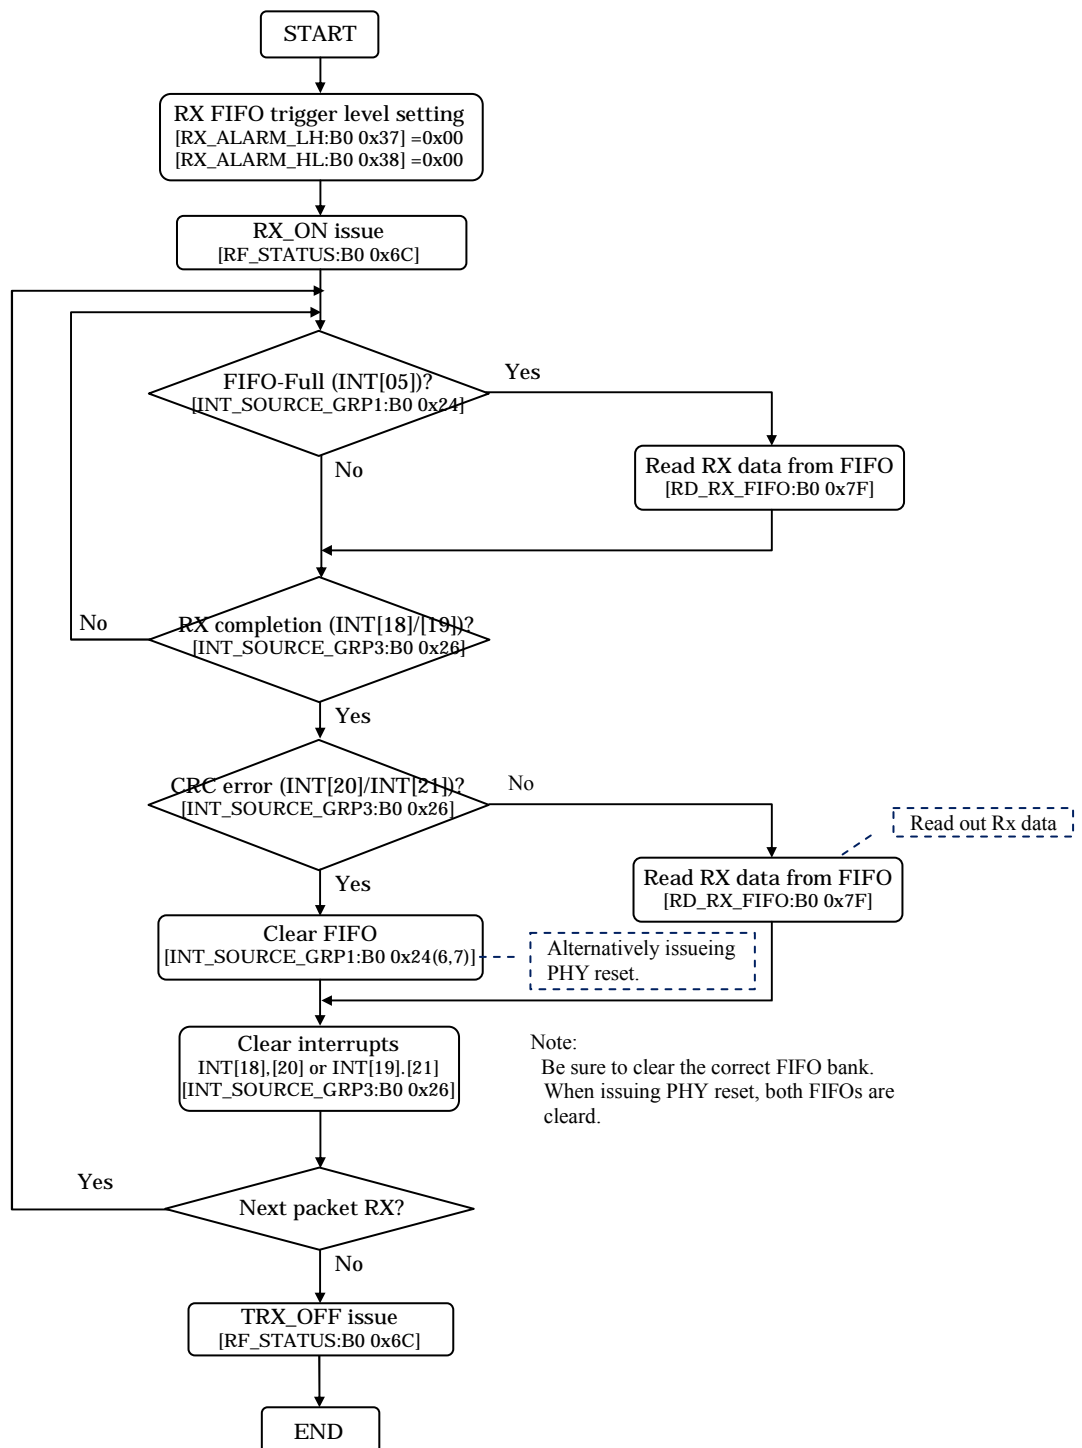 START
RX FIFO trigger level setting
[RX_ALARM_LH:B0 0x37] =0x00
[RX_ALARM_HL:B0 0x38] =0x00
RX_ON issue
[RF_STATUS:B0 0x6C]
FIFO-Full (INT[05])?
[INT_SOURCE_GRP1:B0 0x24]
Yes
No
Read RX data from FIFO
[RD_RX_FIFO:B0 0x7F]
RX completion (INT[18]/[19])?
[INT_SOURCE_GRP3:B0 0x26]
No
Yes
CRC error (INT[20]/INT[21])?
[INT_SOURCE_GRP3:B0 0x26]
No
Read out Rx data
Read RX data from FIFO
[RD_RX_FIFO:B0 0x7F]
Yes
Clear FIFO
[INT_SOURCE_GRP1:B0 0x24(6,7)]
Alternatively issueing
PHY reset.
Clear interrupts
INT[18],[20] or INT[19].[21]
[INT_SOURCE_GRP3:B0 0x26]
Note:
Be sure to clear the correct FIFO bank.
When issuing PHY reset, both FIFOs are
cleard.
Yes
Next packet RX?
No
TRX_OFF issue
[RF_STATUS:B0 0x6C]
END